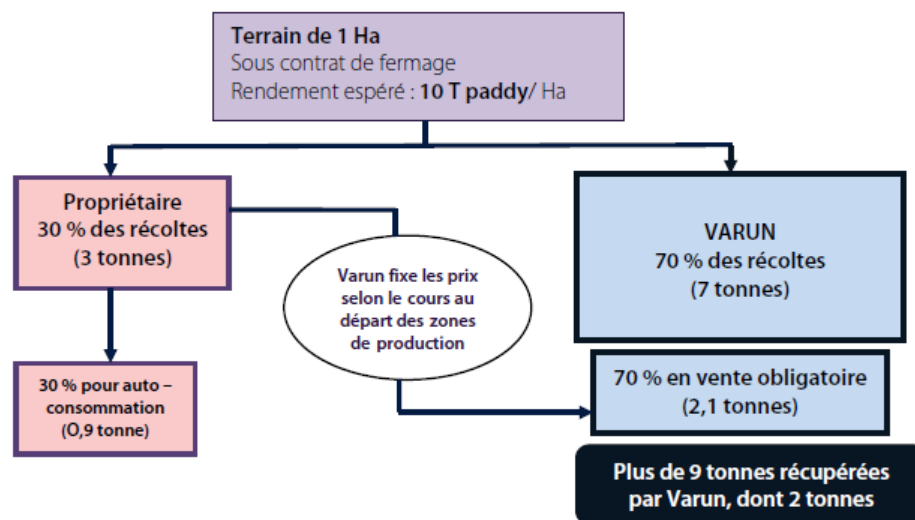 Terrain de 1 Ha
Sous contrat de fermage
Rendement espéré : 10 T paddy/ Ha
Propriétaire
30 % des récoltes
(3 tonnes)
VARUN
70 % des récoltes
(7 tonnes)
Varun fixe les prix
selon le cours au
départ des zones
de production
30 % pour auto –
consommation
(O,9 tonne)
70 % en vente obligatoire
(2,1 tonnes)
Plus de 9 tonnes récupérées
par Varun, dont 2 tonnes